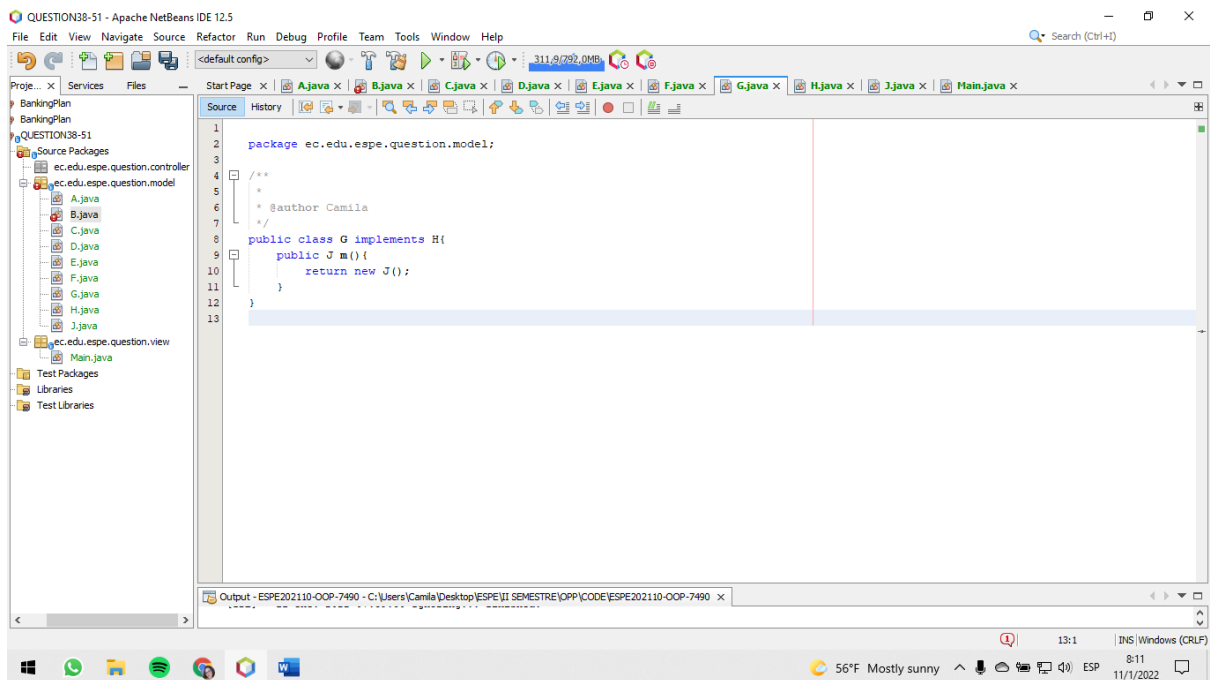 QUESTION38-51 - Apache NetBeans IDE 12.5
File Edit View Navigate Source Refactor Run Debug Profile Team Tools Window Help
Search (Ctrl+I)
<default config>
311,9/792,0MB
Proje... × Services Files
Start Page × A.java × B.java × C.java × D.java × E.java × F.java × G.java × H.java × J.java × Main.java ×
BankingPlan
BankingPlan
QUESTION38-51
Source Packages
ec.edu.espe.question.controller
ec.edu.espe.question.model
A.java
B.java
C.java
D.java
E.java
F.java
G.java
H.java
J.java
ec.edu.espe.question.view
Main.java
Test Packages
Libraries
Test Libraries
Source History
1
2 package ec.edu.espe.question.model;
3
4 /**
5 *
6 * @author Camila
7 */
8 public class G implements H{
9 public J m(){
10 return new J();
11 }
12 }
13
Output - ESPE202110-OOP-7490 - C:\Users\Camila\Desktop\ESPE\II SEMESTRE\OPP\CODE\ESPE202110-OOP-7490 ×
1
13:1
INS Windows (CRLF)
56°F Mostly sunny
ESP
8:11
11/1/2022